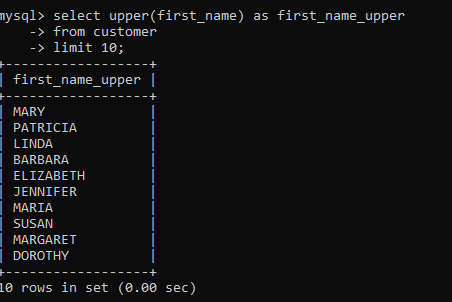 mysql> select upper(first_name) as first_name_upper
    -> from customer
    -> limit 10;
+------------------+
| first_name_upper |
+------------------+
| MARY             |
| PATRICIA         |
| LINDA            |
| BARBARA          |
| ELIZABETH        |
| JENNIFER         |
| MARIA            |
| SUSAN            |
| MARGARET         |
| DOROTHY          |
+------------------+
10 rows in set (0.00 sec)